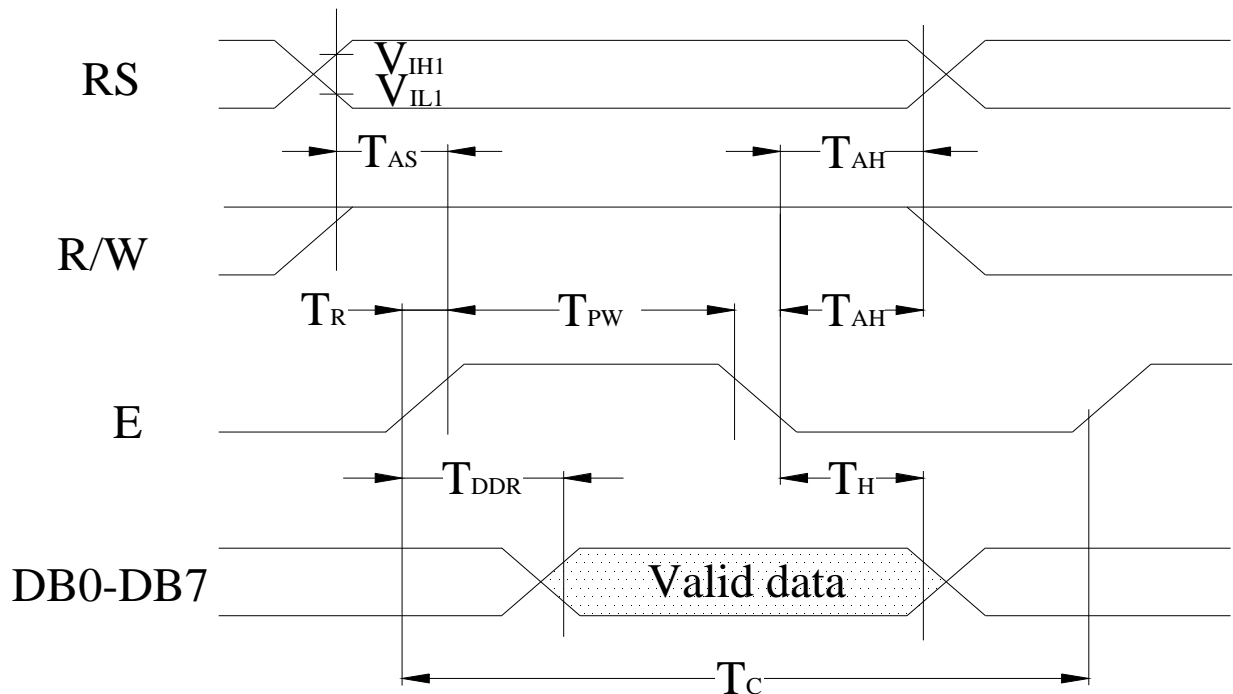 RS
VIH1
VIL1
TAS
TAH
R/W
TR
TPW
TAH
E
TDDR
TH
DB0-DB7
Valid data
TC